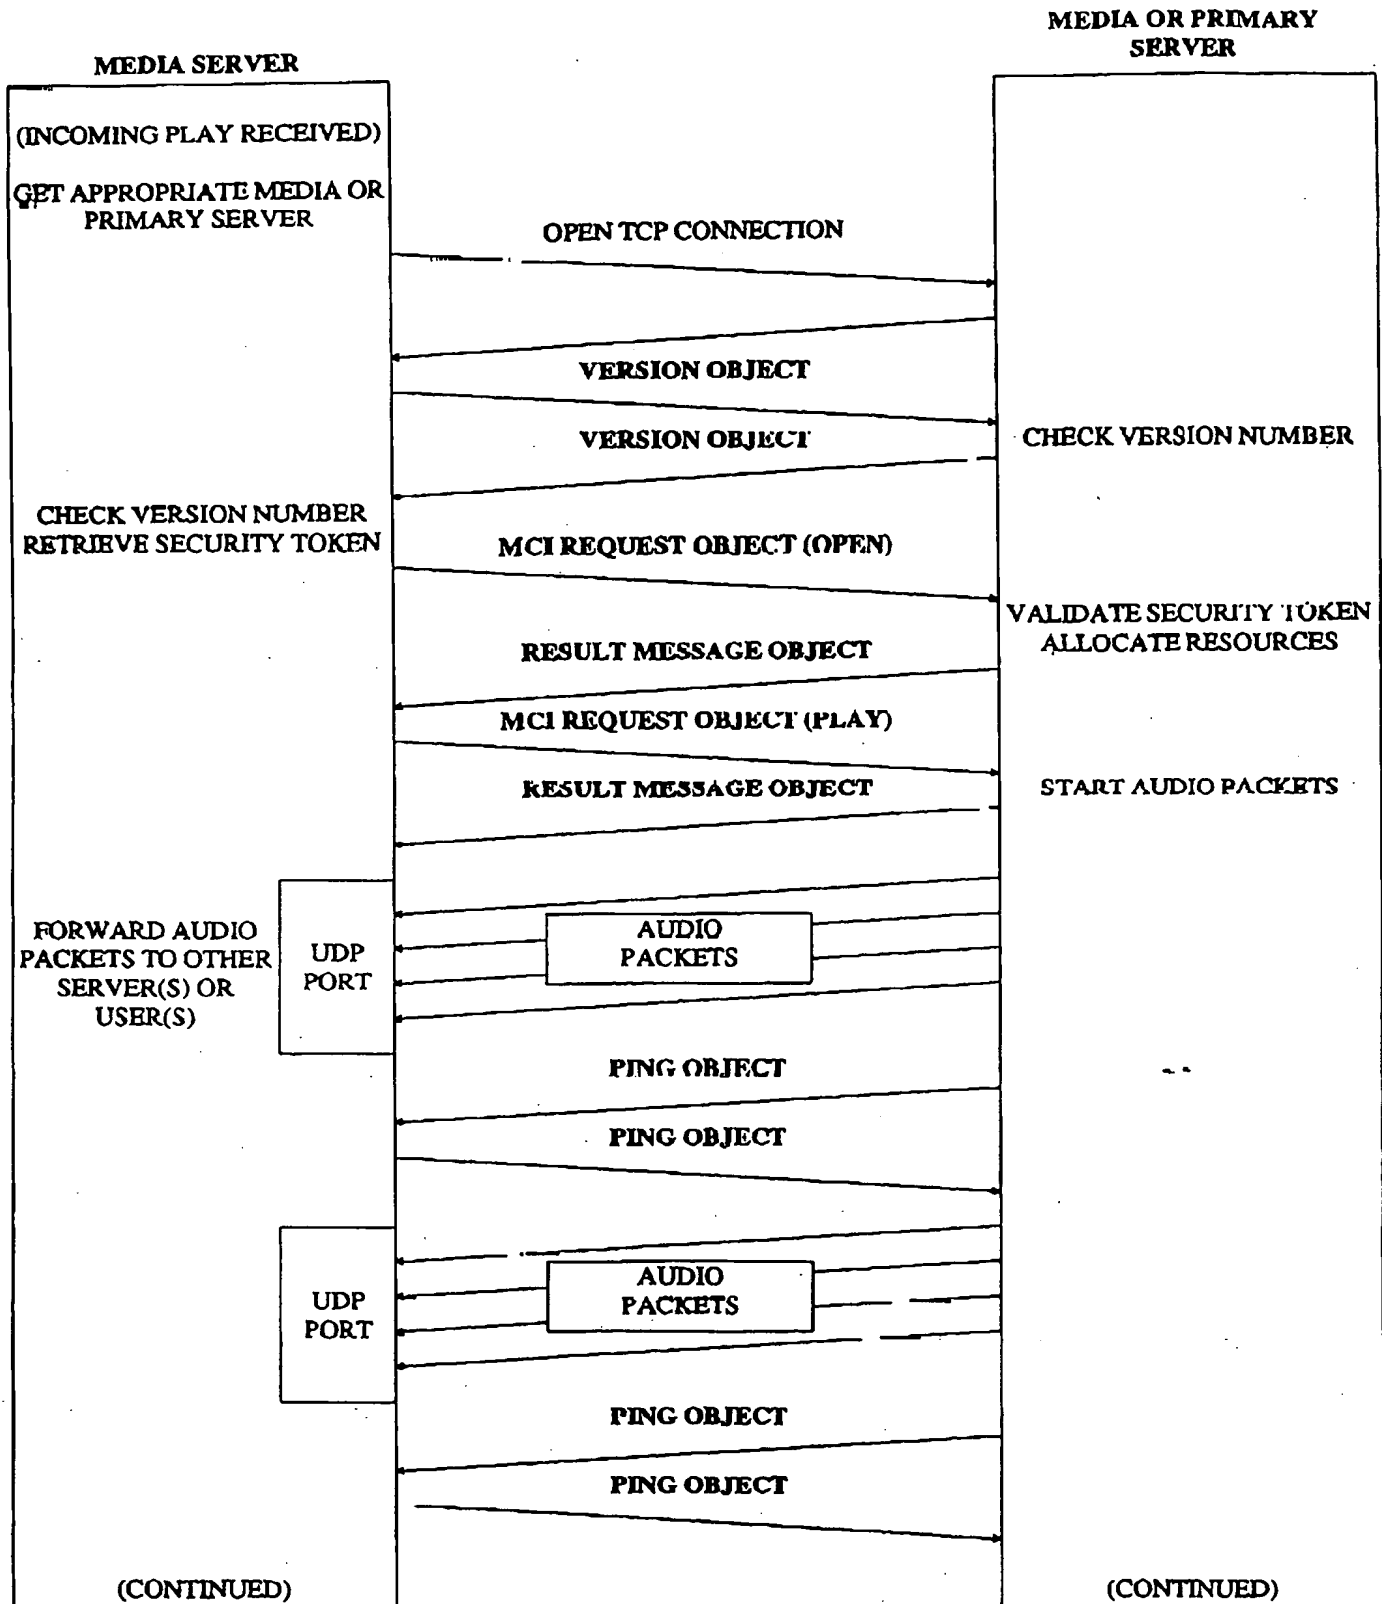 MEDIA OR PRIMARY
SERVER
MEDIA SERVER
(INCOMING PLAY RECEIVED)
GET APPROPRIATE MEDIA OR
PRIMARY SERVER
OPEN TCP CONNECTION
VERSION OBJECT
VERSION OBJECT
CHECK VERSION NUMBER
CHECK VERSION NUMBER
RETRIEVE SECURITY TOKEN
MCI REQUEST OBJECT (OPEN)
VALIDATE SECURITY TOKEN
ALLOCATE RESOURCES
RESULT MESSAGE OBJECT
MCI REQUEST OBJECT (PLAY)
RESULT MESSAGE OBJECT
START AUDIO PACKETS
FORWARD AUDIO
PACKETS TO OTHER
SERVER(S) OR
USER(S)
UDP
PORT
AUDIO
PACKETS
PING OBJECT
PING OBJECT
UDP
PORT
AUDIO
PACKETS
PING OBJECT
PING OBJECT
(CONTINUED)
(CONTINUED)